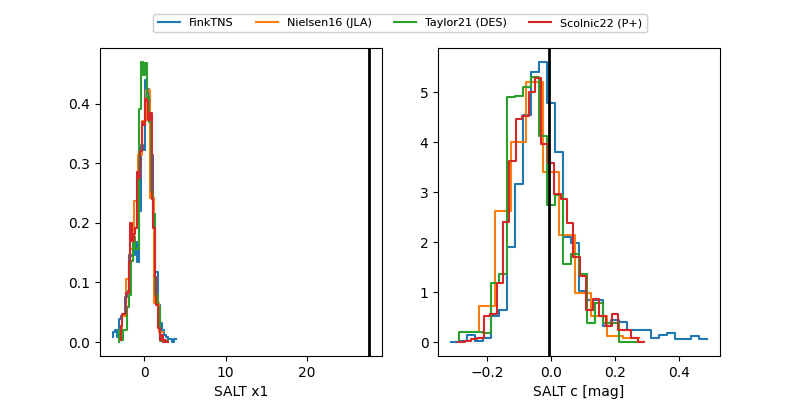 FinkTNS Nielsen16 (JLA) Taylor21 (DES) Scolnic22 (P+)
0.4
0.3
0.2
0.1
0.0
0 10 20
SALT x1
5
4
3
2
1
0
−0.2 0.0 0.2 0.4
SALT c [mag]